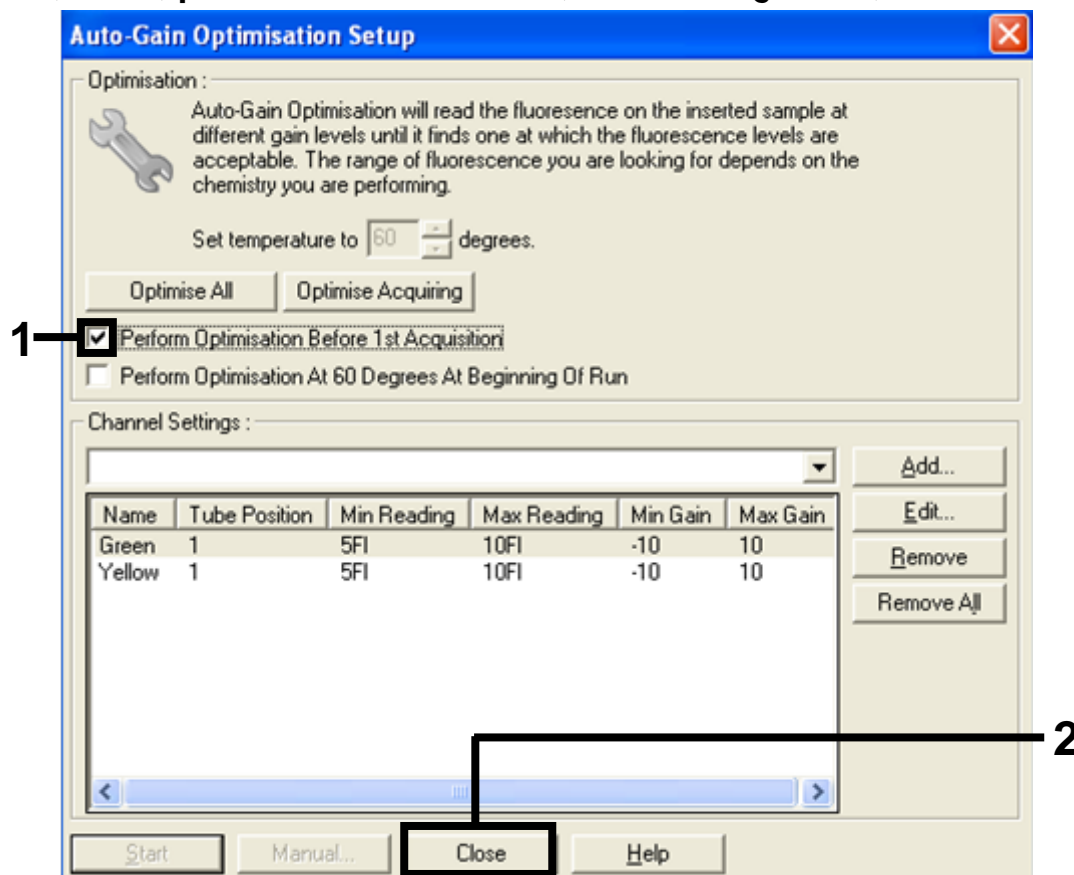 Auto-Gain Optimisation Setup
Optimisation :
Auto-Gain Optimisation will read the fluoresence on the inserted sample at
different gain levels until it finds one at which the fluorescence levels are
acceptable. The range of fluorescence you are looking for depends on the
chemistry you are performing.
Set temperature to 60 degrees.
Optimise All Optimise Acquiring
1 Perform Optimisation Before 1st Acquisition
Perform Optimisation At 60 Degrees At Beginning Of Run
Channel Settings :
Add...
Name Tube Position Min Reading Max Reading Min Gain Max Gain Edit...
Green 1 5Fl 10Fl -10 10
Yellow 1 5Fl 10Fl -10 10
Remove
Remove All
2
Start Manual... Close Help